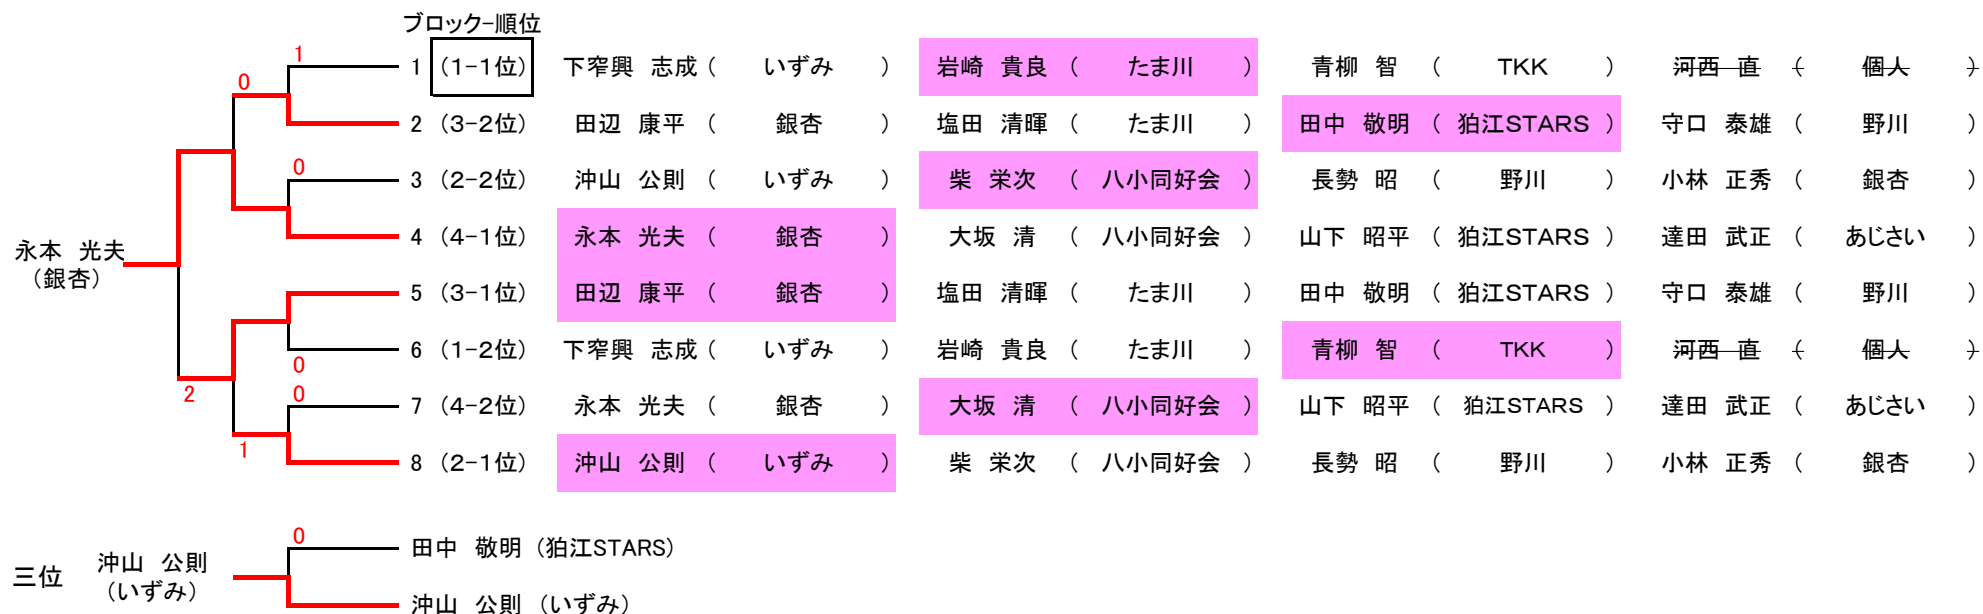 ブロック-順位
1 1 (1-1位) 下窄興 志成 ( いずみ ) 岩崎 貴良 ( たま川 ) 青柳 智 ( TKK ) 河西 直 ( 個人 )
0
2 (3-2位) 田辺 康平 ( 銀杏 ) 塩田 清暉 ( たま川 ) 田中 敬明 ( 狛江STARS ) 守口 泰雄 ( 野川 )
0 3 (2-2位) 沖山 公則 ( いずみ ) 柴 栄次 ( 八小同好会 ) 長勢 昭 ( 野川 ) 小林 正秀 ( 銀杏 )
4 (4-1位) 永本 光夫 ( 銀杏 ) 大坂 清 ( 八小同好会 ) 山下 昭平 ( 狛江STARS ) 達田 武正 ( あじさい )
永本 光夫
(銀杏)
5 (3-1位) 田辺 康平 ( 銀杏 ) 塩田 清暉 ( たま川 ) 田中 敬明 ( 狛江STARS ) 守口 泰雄 ( 野川 )
6 (1-2位) 下窄興 志成 ( いずみ ) 岩崎 貴良 ( たま川 ) 青柳 智 ( TKK ) 河西 直 ( 個人 )
0
2 0 7 (4-2位) 永本 光夫 ( 銀杏 ) 大坂 清 ( 八小同好会 ) 山下 昭平 ( 狛江STARS ) 達田 武正 ( あじさい )
1
8 (2-1位) 沖山 公則 ( いずみ ) 柴 栄次 ( 八小同好会 ) 長勢 昭 ( 野川 ) 小林 正秀 ( 銀杏 )
0 田中 敬明 (狛江STARS)
三位 沖山 公則
(いずみ)
沖山 公則 (いずみ)